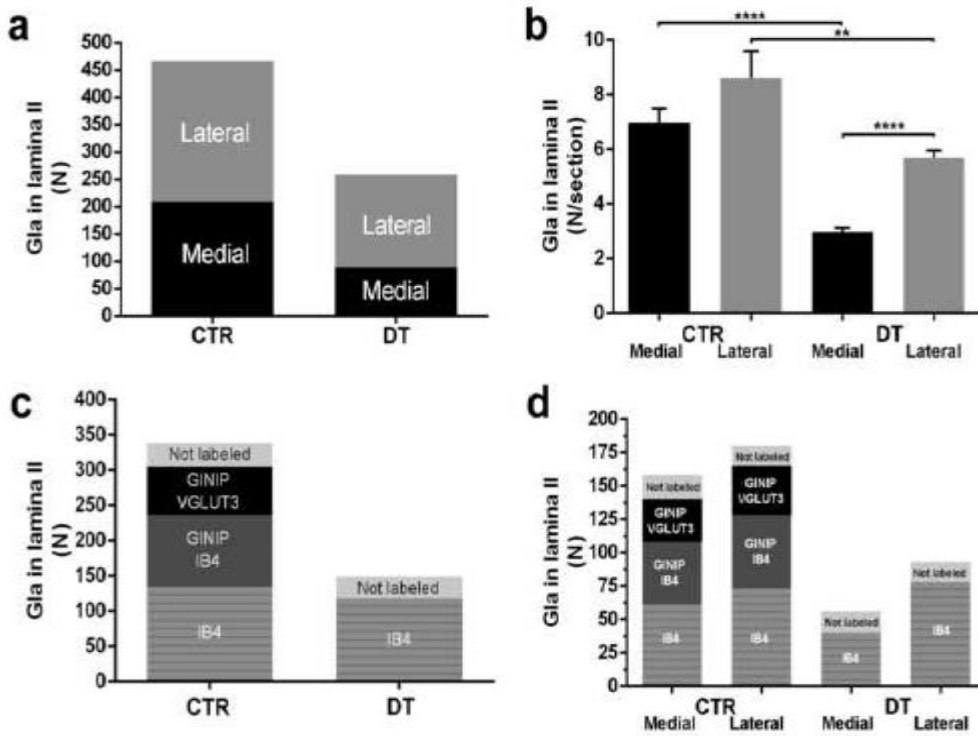 a
Gla in lamina II
(N)
500
450
400
350
300
250
200
150
100
50
0
Lateral
Medial
Lateral
Medial
CTR
DT
b
Gla in lamina II
(N/section)
10
8
6
4
2
0
****
**
****
CTR
DT
Medial
Lateral
Medial
Lateral
c
Gla in lamina II
(N)
400
350
300
250
200
150
100
50
0
Not labeled
GINIP
VGLUT3
GINIP
IB4
IB4
Not labeled
IB4
CTR
DT
d
Gla in lamina II
(N)
200
175
150
125
100
75
50
25
0
Not labeled
GINIP
VGLUT3
GINIP
IB4
IB4
Not labeled
GINIP
VGLUT3
GINIP
IB4
IB4
Not labeled
IB4
Not labeled
IB4
CTR
DT
Medial
Lateral
Medial
Lateral